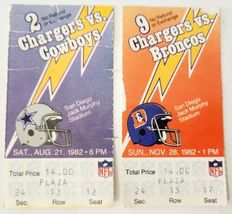 2
No Refund
or Exchange
Chargers vs.
Cowboys
San Diego
Jack Murphy
Stadium
SAT., AUG. 21, 1982 • 6 PM
Total Price 14.00 NFL
PLAZA
24 14 18
Sec. Row Seat
9
No Refund
or Exchange
Chargers vs.
Broncos
San Diego
Jack Murphy
Stadium
SUN., NOV. 28, 1982 • 1 PM
Total Price 14.00 NFL
PLAZA
24 13 17
Sec. Row Seat